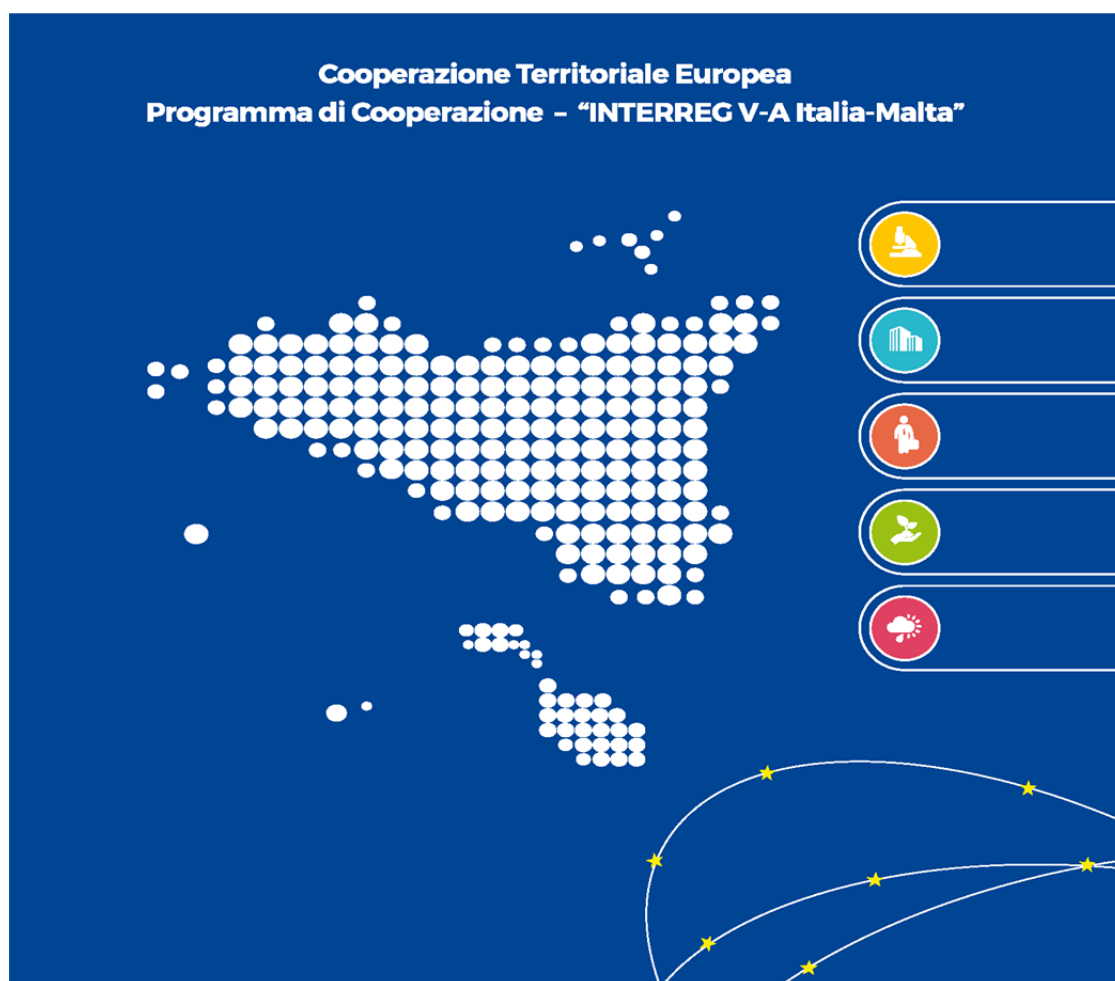 Cooperazione Territoriale Europea
Programma di Cooperazione – “INTERREG V-A Italia-Malta”